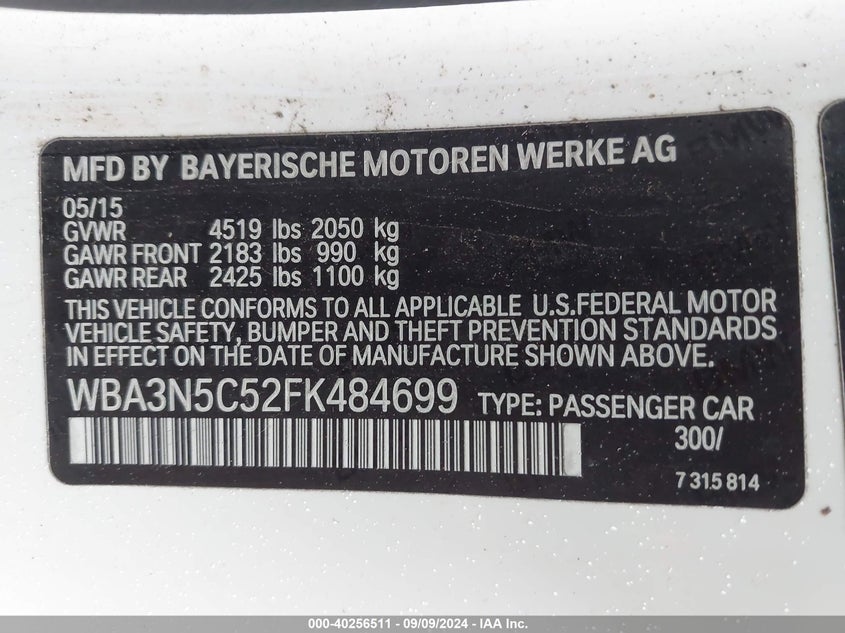 MFD BY BAYERISCHE MOTOREN WERKE AG
05/15
GVWR 4519 lbs 2050 kg
GAWR FRONT 2183 lbs 990 kg
GAWR REAR 2425 lbs 1100 kg
THIS VEHICLE CONFORMS TO ALL APPLICABLE U.S.FEDERAL MOTOR
VEHICLE SAFETY, BUMPER AND THEFT PREVENTION STANDARDS
IN EFFECT ON THE DATE OF MANUFACTURE SHOWN ABOVE.
WBA3N5C52FK484699 TYPE: PASSENGER CAR
300/
7 315 814
000-40256511 - 09/09/2024 - IAA Inc.